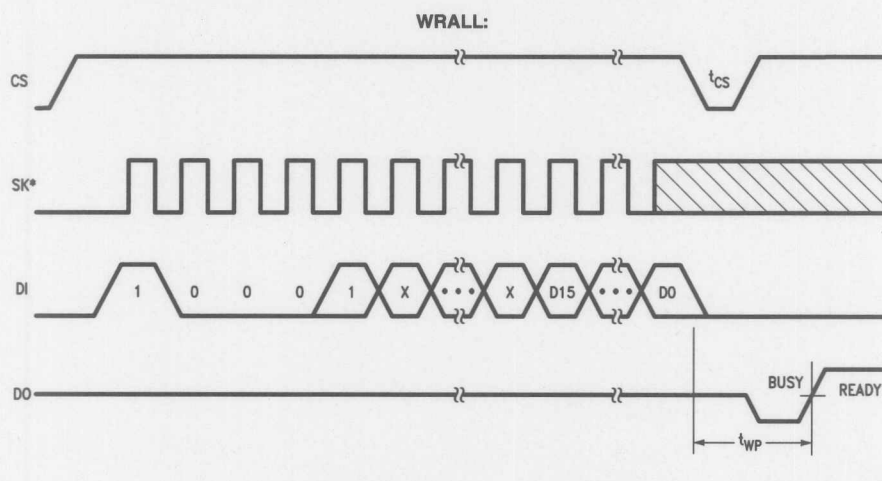 WRALL:
CS
tCS
SK*
DI
1 0 0 0 1 X • • • X D15 • • • D0
DO
BUSY
READY
tWP